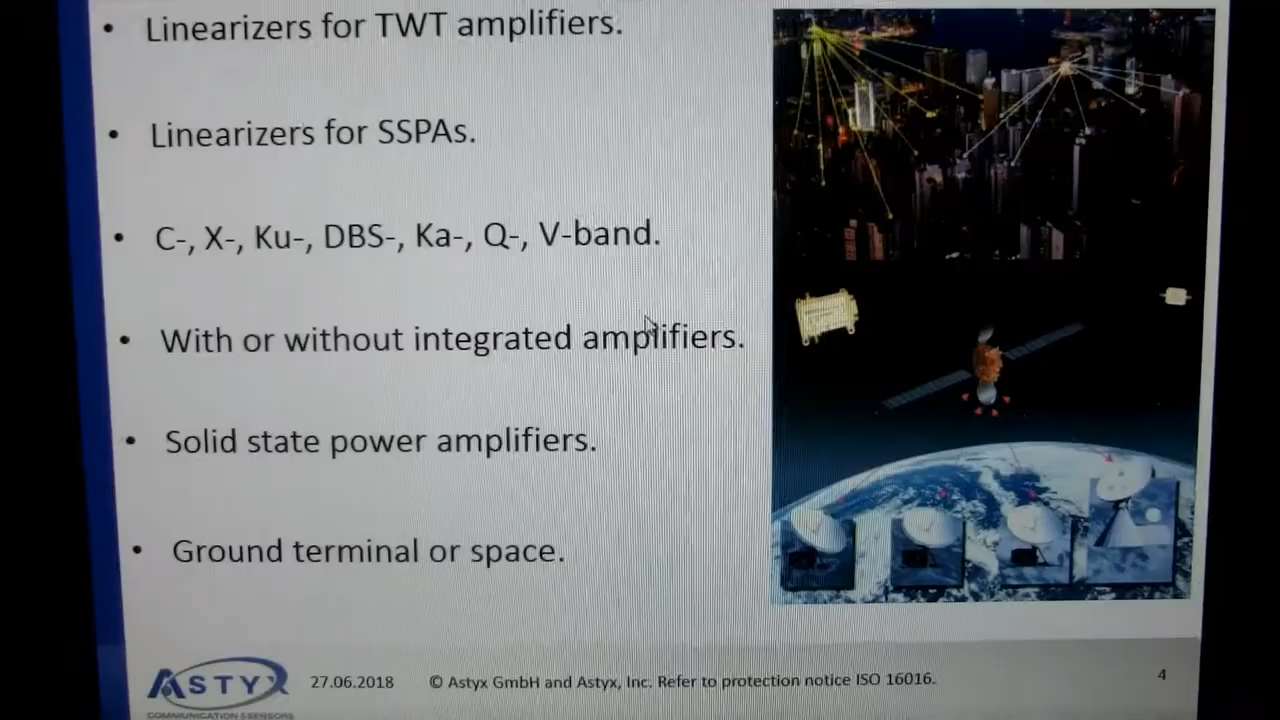 • Linearizers for TWT amplifiers.
• Linearizers for SSPAs.
• C-, X-, Ku-, DBS-, Ka-, Q-, V-band.
• With or without integrated amplifiers.
• Solid state power amplifiers.
• Ground terminal or space.
ASTYX
COMMUNICATION & SENSORS
27.06.2018
© Astyx GmbH and Astyx, Inc. Refer to protection notice ISO 16016.
4